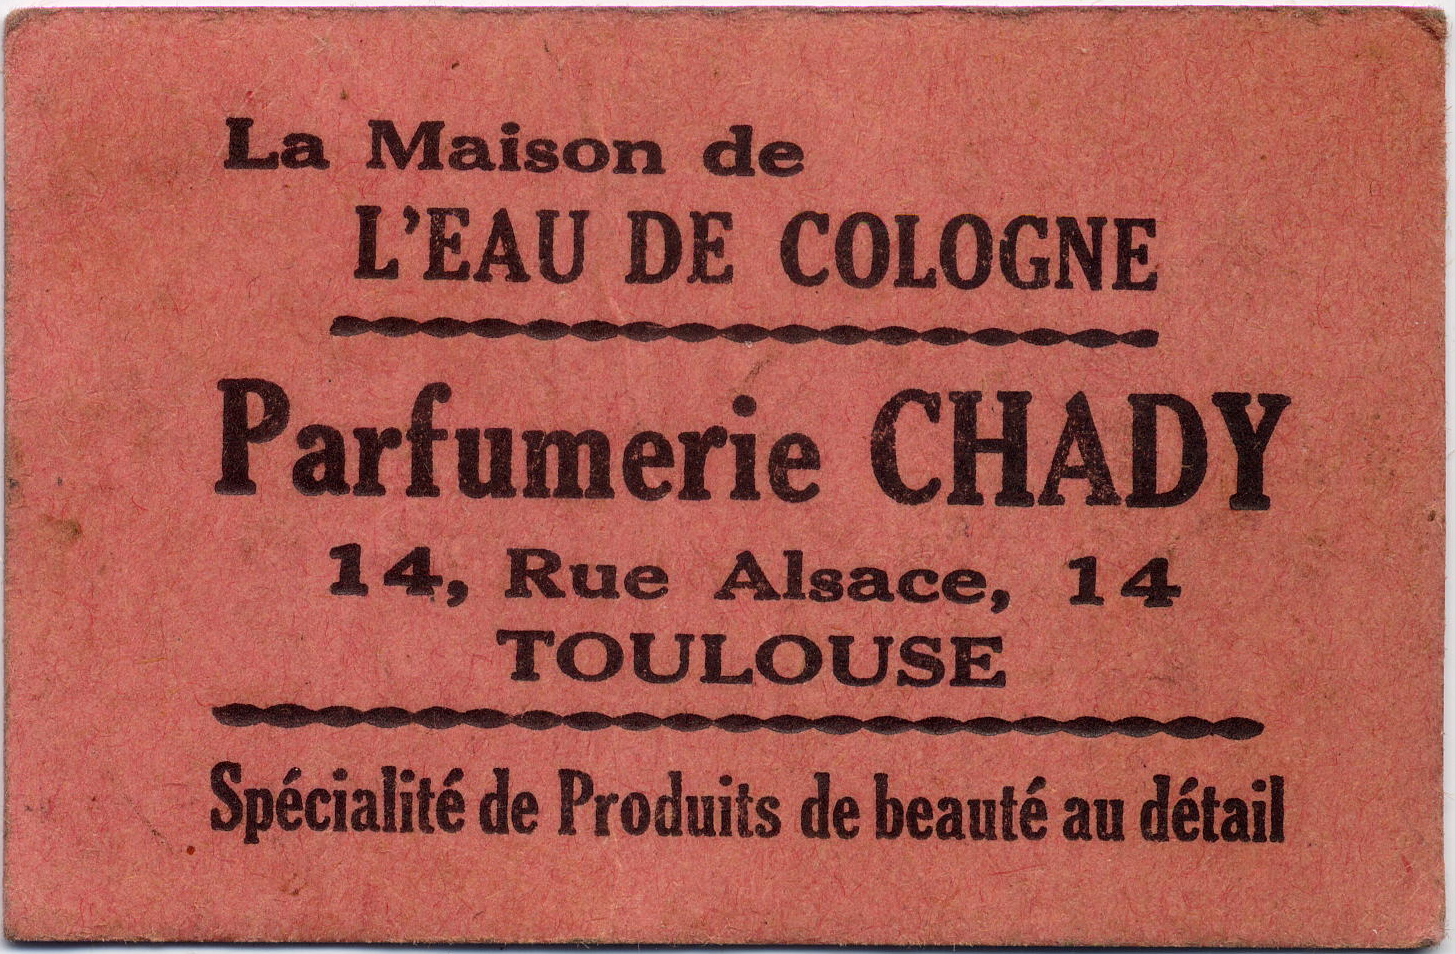 La Maison de
L'EAU DE COLOGNE
Parfumerie CHADY
14, Rue Alsace, 14
TOULOUSE
Spécialité de Produits de beauté au détail